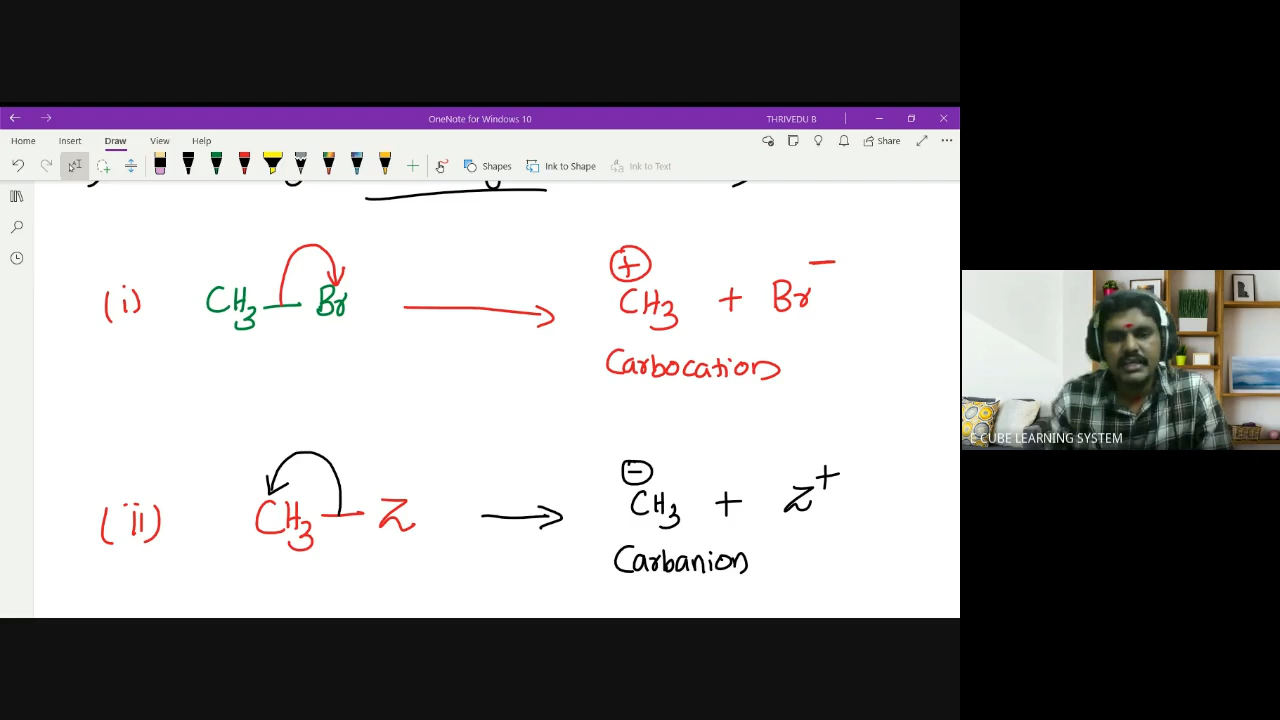 OneNote for Windows 10
THRIVEDU B
Home Insert Draw View Help
Share
Shapes Ink to Shape Ink to Text
(i) CH₃ — Br ⟶ ⊕CH₃ + Br⁻
Carbocation
(ii) CH₃ — Z ⟶ ⊖CH₃ + Z⁺
Carbanion
E CUBE LEARNING SYSTEM